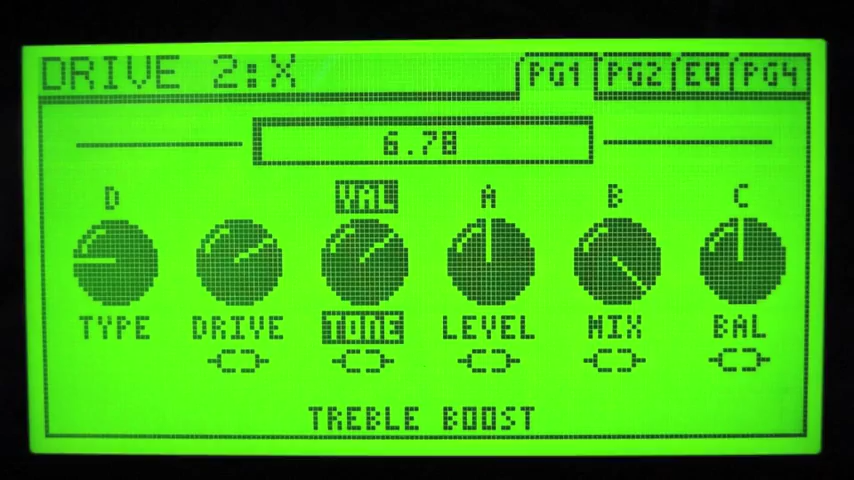 DRIVE 2:X PG1 PG2 EQ PG4
6.78
D VAL A B C
TYPE DRIVE TONE LEVEL MIX BAL
TREBLE BOOST